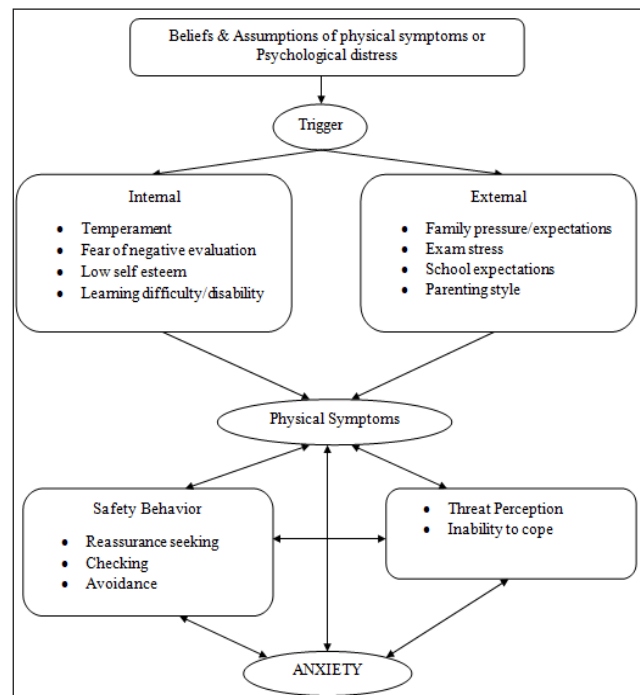 Beliefs & Assumptions of physical symptoms or
Psychological distress
Trigger
Internal
Temperament
Fear of negative evaluation
Low self esteem
Learning difficulty/disability
External
Family pressure/expectations
Exam stress
School expectations
Parenting style
Physical Symptoms
Safety Behavior
Reassurance seeking
Checking
Avoidance
Threat Perception
Inability to cope
ANXIETY